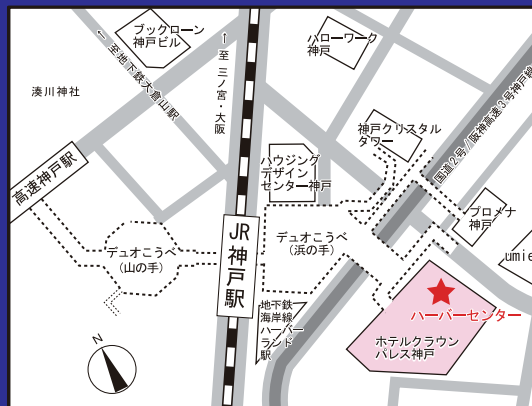 ブックローン
神戸ビル
← 至地下鉄大倉山駅
← 至 三ノ宮・大阪
ハローワーク
神戸
湊川神社
国道2号/阪神高速3号神戸線
神戸クリスタル
タワー
高速神戸駅
ハウジング
デザイン
センター神戸
プロメナ
神戸
デュオこうべ
(山の手)
JR
神戸駅
デュオこうべ
(浜の手)
umie
地下鉄
海岸線
ハーバー
ランド
駅
ハーバーセンター
ホテルクラウン
パレス神戸
N